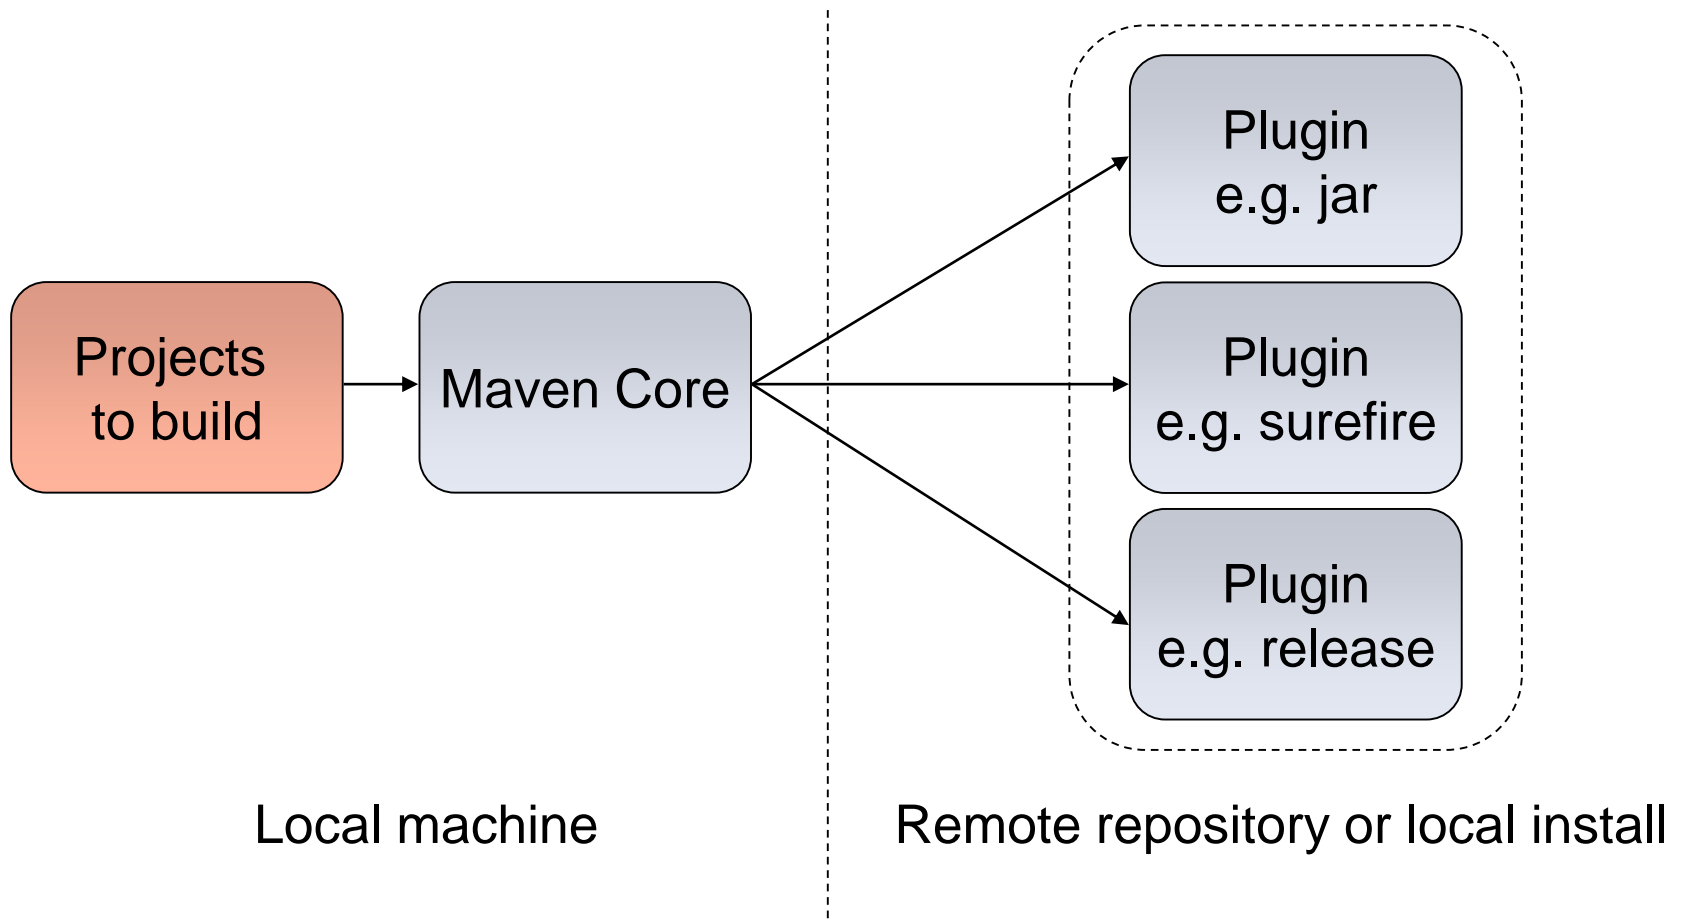 Projects
to build
Maven Core
Plugin
e.g. jar
Plugin
e.g. surefire
Plugin
e.g. release
Local machine
Remote repository or local install